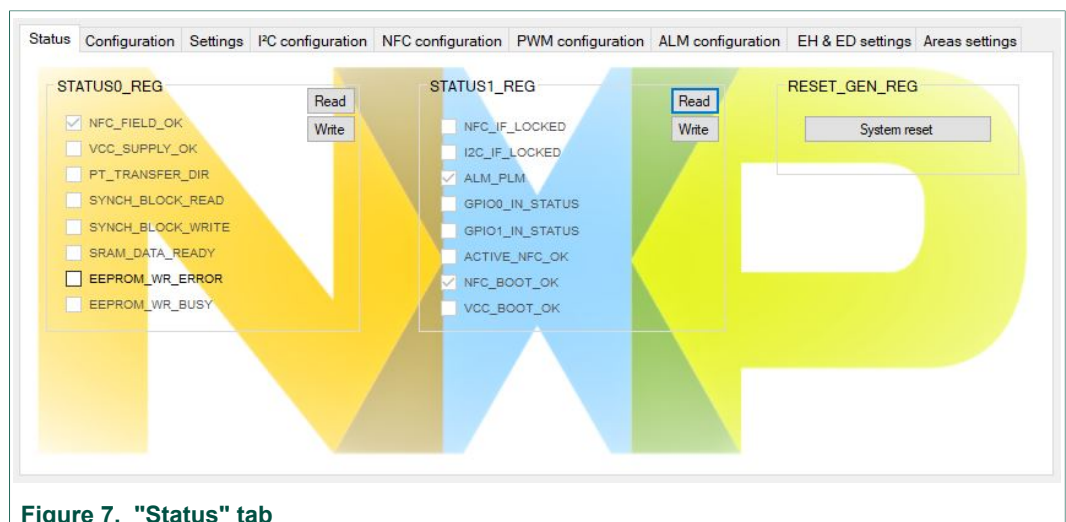 Status Configuration Settings I²C configuration NFC configuration PWM configuration ALM configuration EH & ED settings Areas settings
STATUS0_REG
Read
Write
NFC_FIELD_OK
VCC_SUPPLY_OK
PT_TRANSFER_DIR
SYNCH_BLOCK_READ
SYNCH_BLOCK_WRITE
SRAM_DATA_READY
EEPROM_WR_ERROR
EEPROM_WR_BUSY
STATUS1_REG
Read
Write
NFC_IF_LOCKED
I2C_IF_LOCKED
ALM_PLM
GPIO0_IN_STATUS
GPIO1_IN_STATUS
ACTIVE_NFC_OK
NFC_BOOT_OK
VCC_BOOT_OK
RESET_GEN_REG
System reset
NXP
Figure 7. "Status" tab